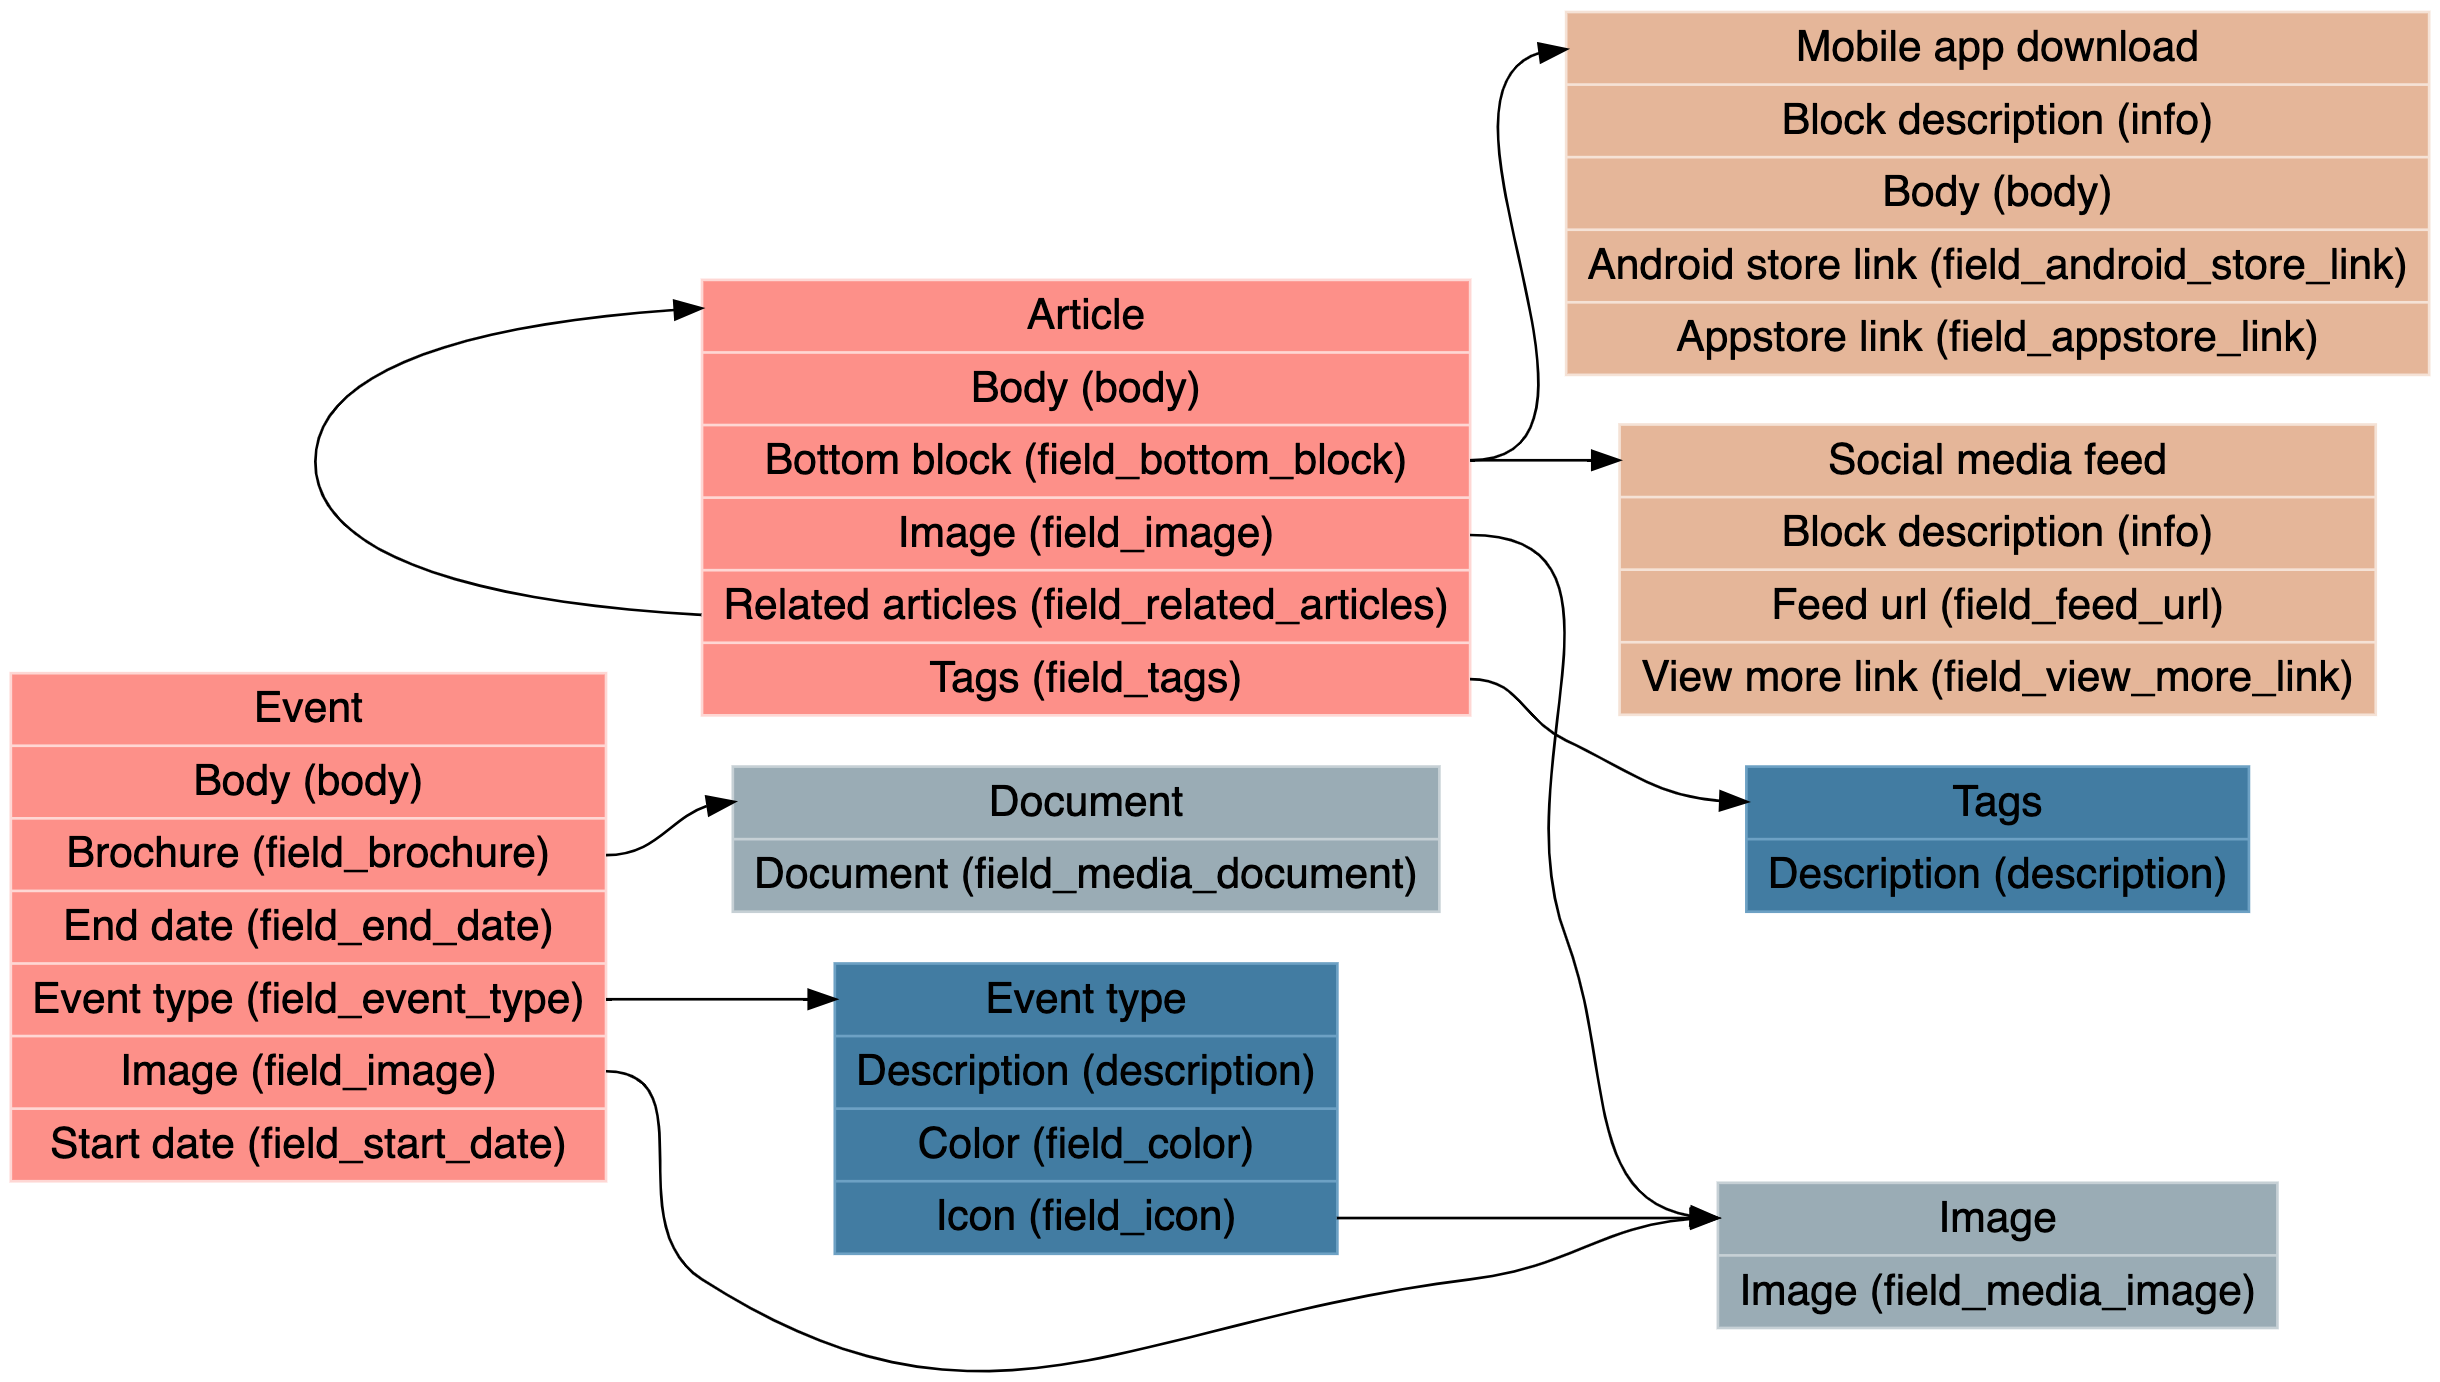 Mobile app download
Block description (info)
Body (body)
Android store link (field_android_store_link)
Appstore link (field_appstore_link)
Article
Body (body)
Bottom block (field_bottom_block)
Image (field_image)
Related articles (field_related_articles)
Tags (field_tags)
Social media feed
Block description (info)
Feed url (field_feed_url)
View more link (field_view_more_link)
Event
Body (body)
Brochure (field_brochure)
End date (field_end_date)
Event type (field_event_type)
Image (field_image)
Start date (field_start_date)
Document
Document (field_media_document)
Tags
Description (description)
Event type
Description (description)
Color (field_color)
Icon (field_icon)
Image
Image (field_media_image)